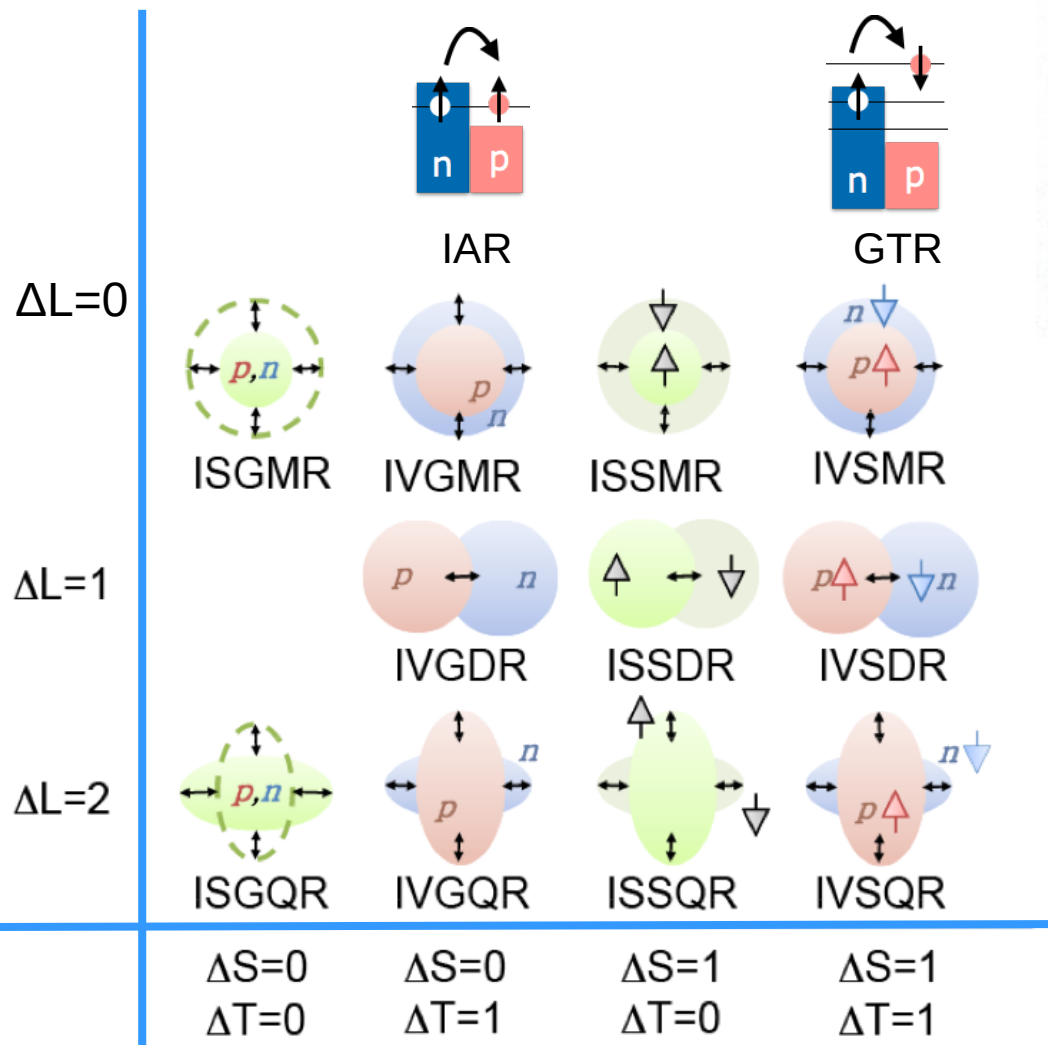 n p
n p
IAR
GTR
ΔL=0
p,n
p
n
n
p
ISGMR
IVGMR
ISSMR
IVSMR
ΔL=1
p
n
p
n
IVGDR
ISSDR
IVSDR
ΔL=2
p,n
n
p
n
p
ISGQR
IVGQR
ISSQR
IVSQR
ΔS=0
ΔS=0
ΔS=1
ΔS=1
ΔT=0
ΔT=1
ΔT=0
ΔT=1